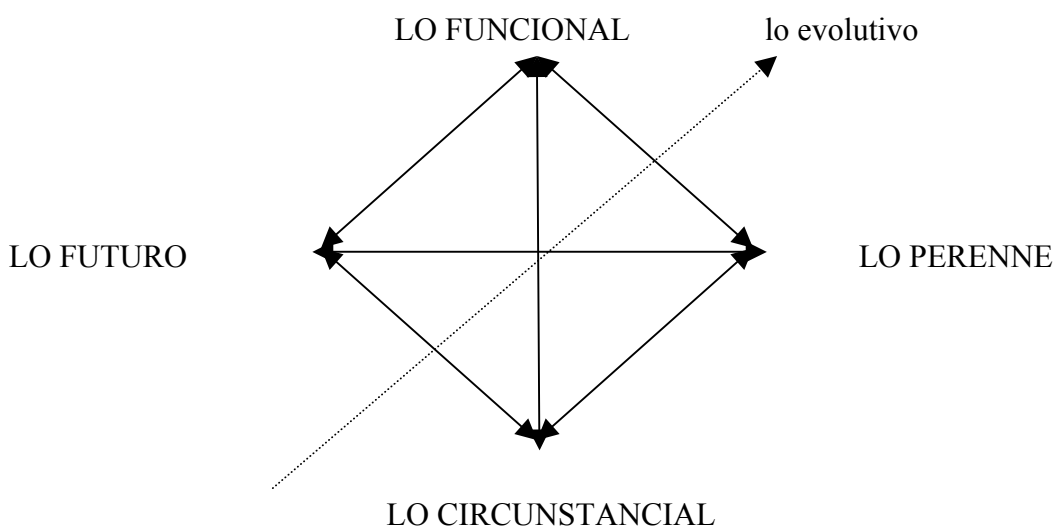 LO FUNCIONAL
lo evolutivo
LO FUTURO
LO PERENNE
LO CIRCUNSTANCIAL